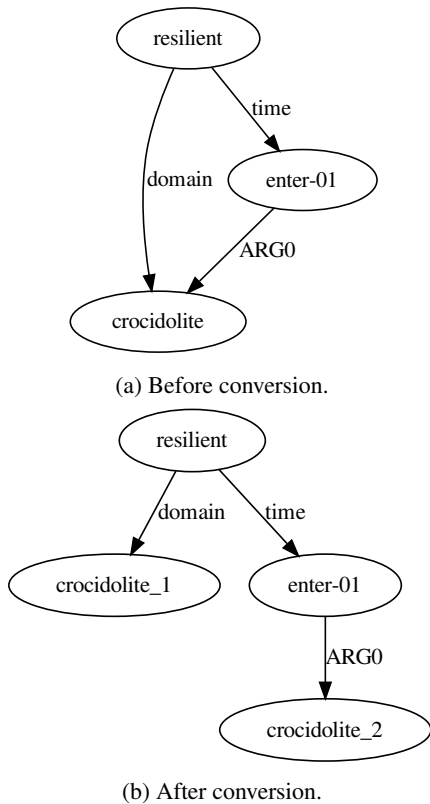 resilient
time
domain
enter-01
ARG0
crocidolite
(a) Before conversion.
resilient
domain
time
crocidolite_1
enter-01
ARG0
crocidolite_2
(b) After conversion.